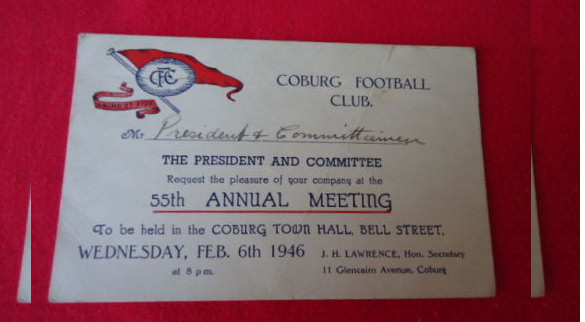 CFC
COBURG FOOTBALL
CLUB.
Mr President & Committeemen
THE PRESIDENT AND COMMITTEE
Request the pleasure of your company at the
55th ANNUAL MEETING
To be held in the COBURG TOWN HALL, BELL STREET,
WEDNESDAY, FEB. 6th 1946
at 8 p.m.
J. H. LAWRENCE, Hon. Secretary
11 Glencairn Avenue, Coburg